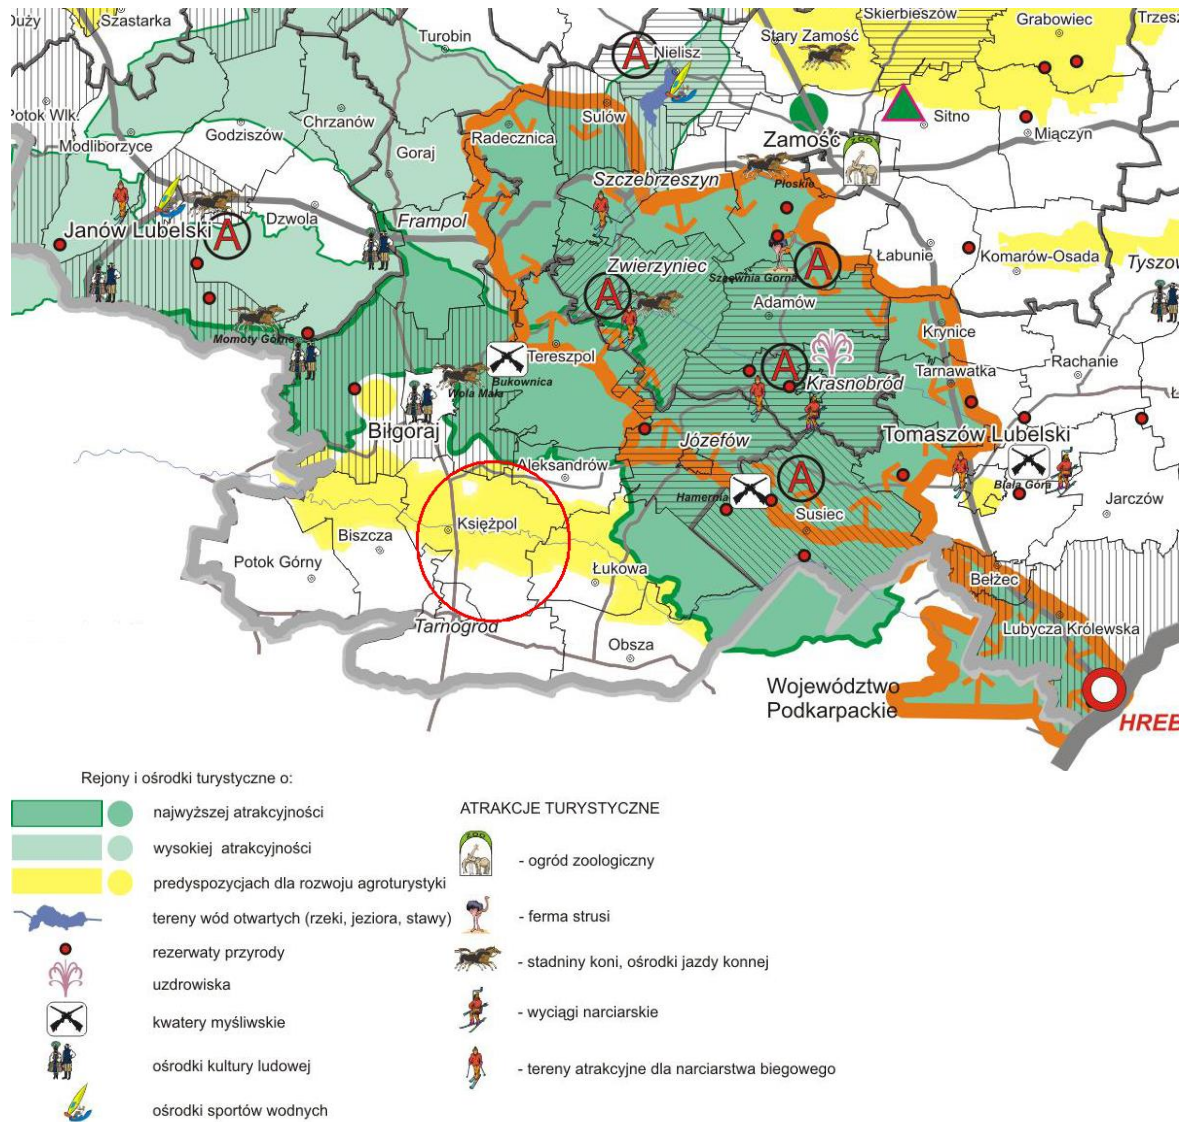 Duży
Szastarka
Turobin
Nielisz
A
Skierbieszów
Grabowiec
Trzesz
Stary Zamość
Potok Wlk.
Modliborzyce
Godziszów
Chrzanów
Goraj
Radecznica
Sułów
Zamość
ZOO
Sitno
Miączyn
Szczebrzeszyn
Płoskie
Janów Lubelski
A
Dzwola
Frampol
Zwierzyniec
A
Szewnia Górna
A
Adamów
Łabunie
Komarów-Osada
Tyszow
Momoty Górne
Tereszpol
Bukownica
Wola Mała
A
Krasnobród
Krynice
Tarnawatka
Rachanie
Ł
Biłgoraj
Józefów
Tomaszów Lubelski
Aleksandrów
Hamernia
A
Susiec
Biała Góra
Jarczów
Księżpol
Biszcza
Potok Górny
Łukowa
Bełżec
Tarnogród
Obsza
Lubycza Królewska
Województwo
Podkarpackie
HREB
Rejony i ośrodki turystyczne o:
najwyższej atrakcyjności
wysokiej atrakcyjności
predyspozycjach dla rozwoju agroturystyki
tereny wód otwartych (rzeki, jeziora, stawy)
rezerwaty przyrody
uzdrowiska
kwatery myśliwskie
ośrodki kultury ludowej
ośrodki sportów wodnych
ATRAKCJE TURYSTYCZNE
ZOO
- ogród zoologiczny
- ferma strusi
- stadniny koni, ośrodki jazdy konnej
- wyciągi narciarskie
- tereny atrakcyjne dla narciarstwa biegowego